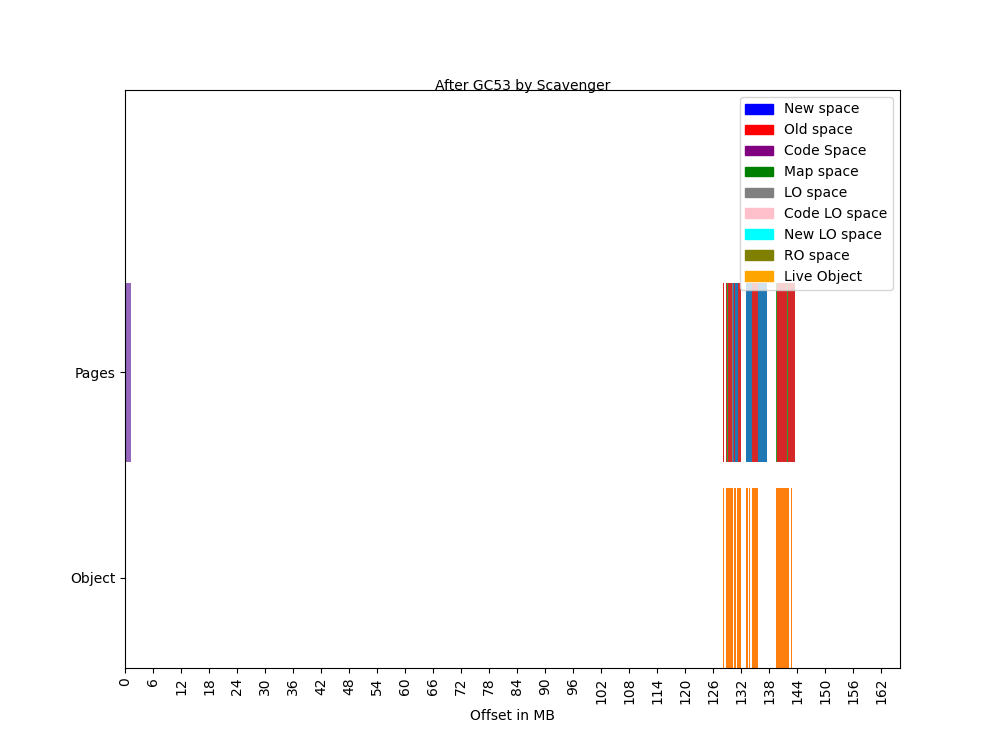 After GC53 by Scavenger
New space
Old space
Code Space
Map space
LO space
Code LO space
New LO space
RO space
Live Object
Pages
Object
0 6 12 18 24 30 36 42 48 54 60 66 72 78 84 90 96 102 108 114 120 126 132 138 144 150 156 162
Offset in MB